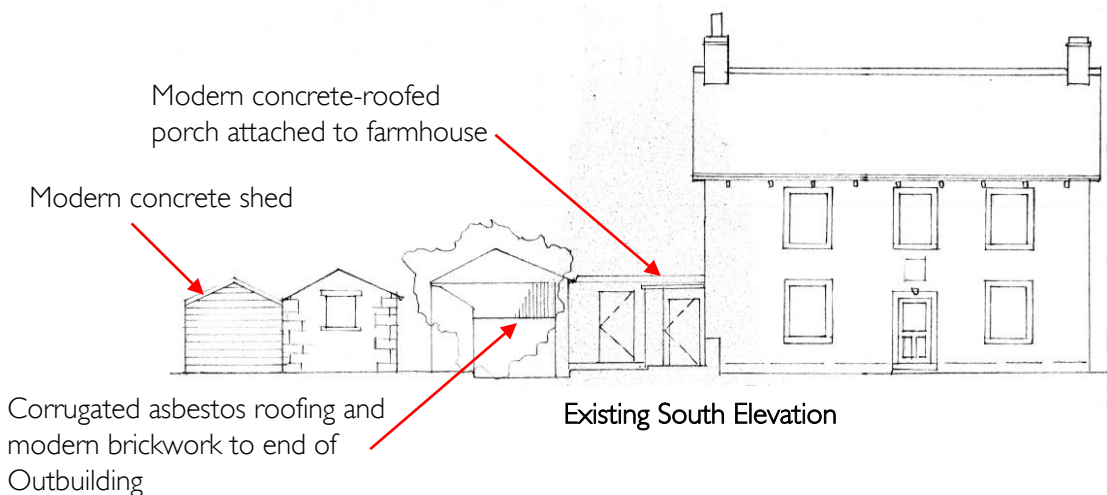 Modern concrete-roofed
porch attached to farmhouse
Modern concrete shed
Corrugated asbestos roofing and
modern brickwork to end of
Outbuilding
Existing South Elevation